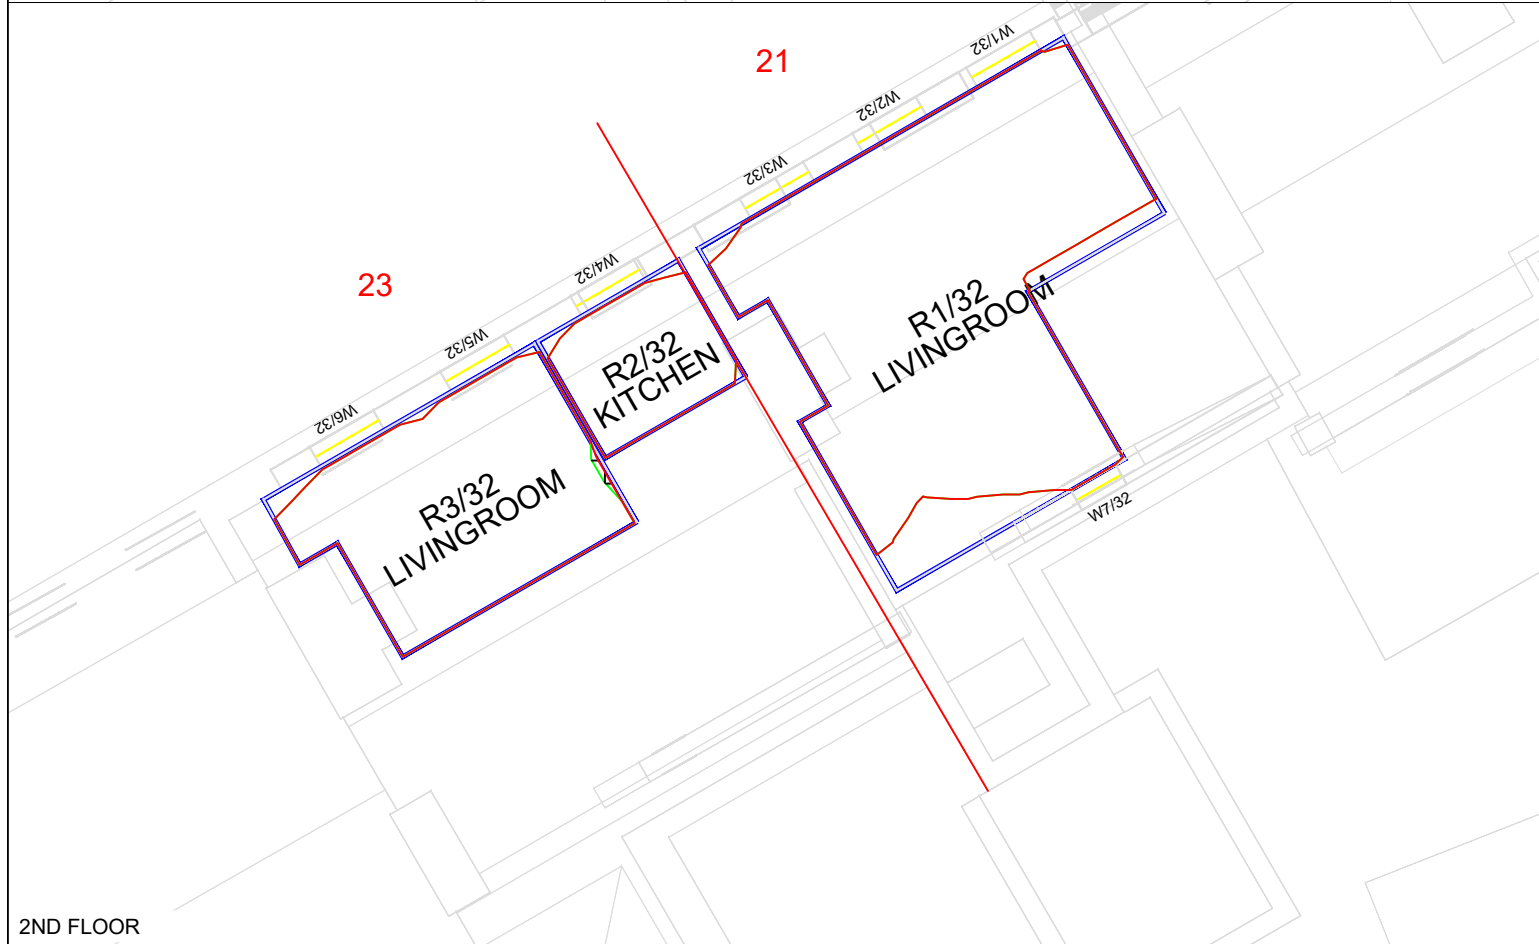 21
W1/32
W2/32
W3/32
23
W4/32
W5/32
W6/32
R1/32
LIVINGROOM
R2/32
KITCHEN
R3/32
LIVINGROOM
W7/32
2ND FLOOR